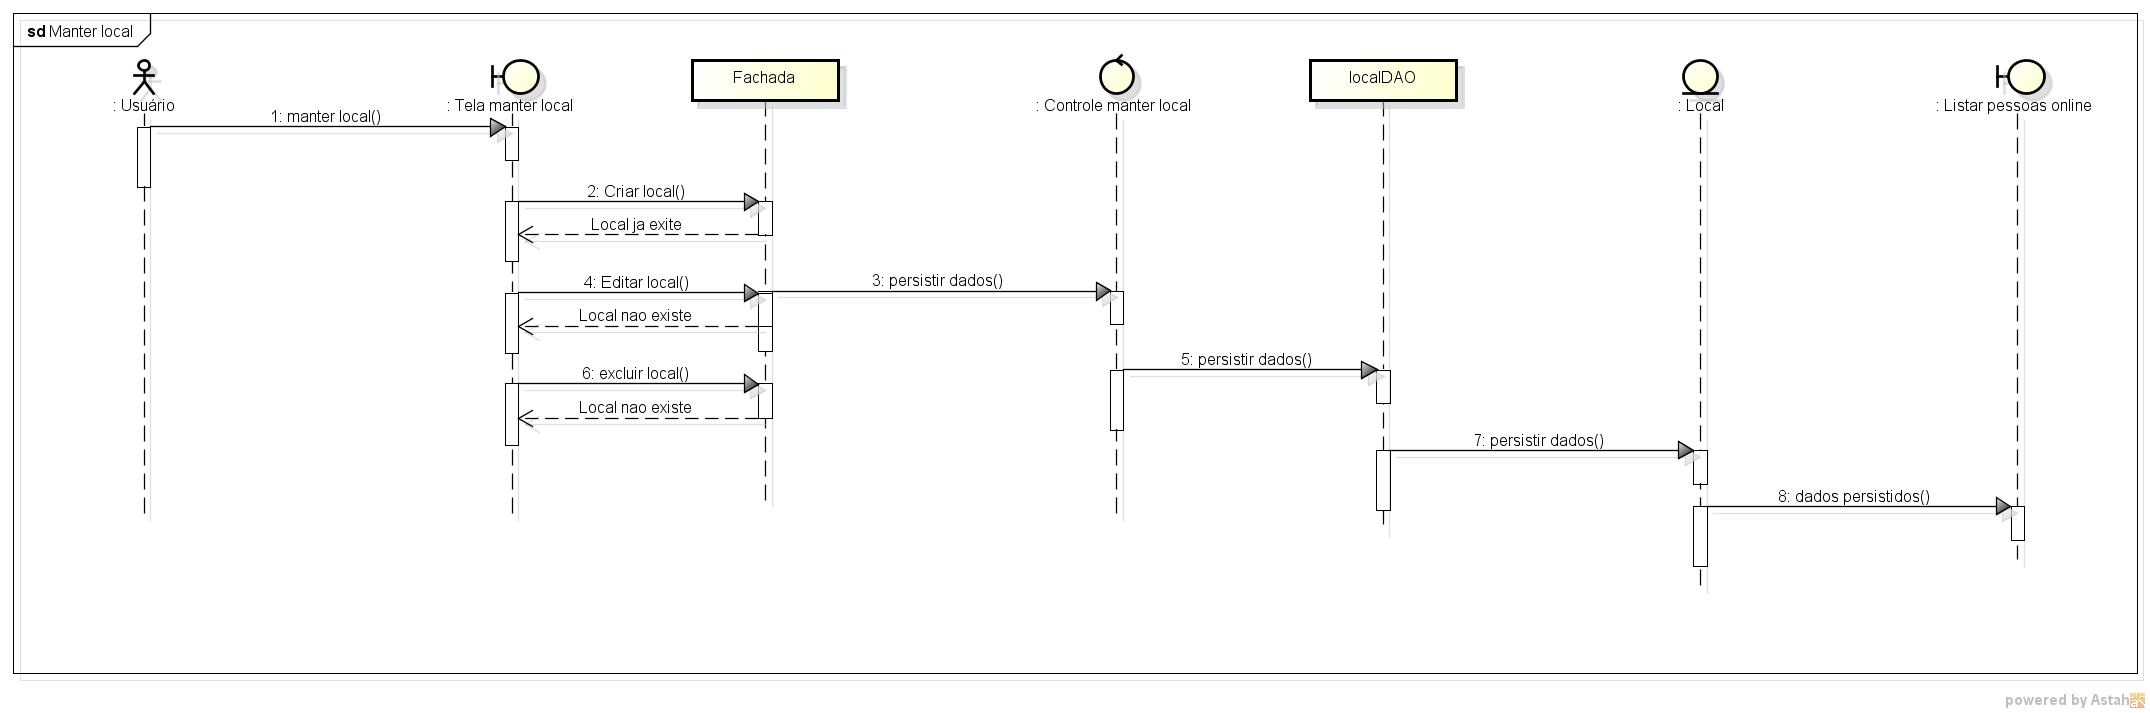 sd Manter local
: Usuário
: Tela manter local
Fachada
: Controle manter local
localDAO
: Local
: Listar pessoas online
1: manter local()
2: Criar local()
Local ja exite
4: Editar local()
3: persistir dados()
Local nao existe
5: persistir dados()
6: excluir local()
Local nao existe
7: persistir dados()
8: dados persistidos()
powered by Astah